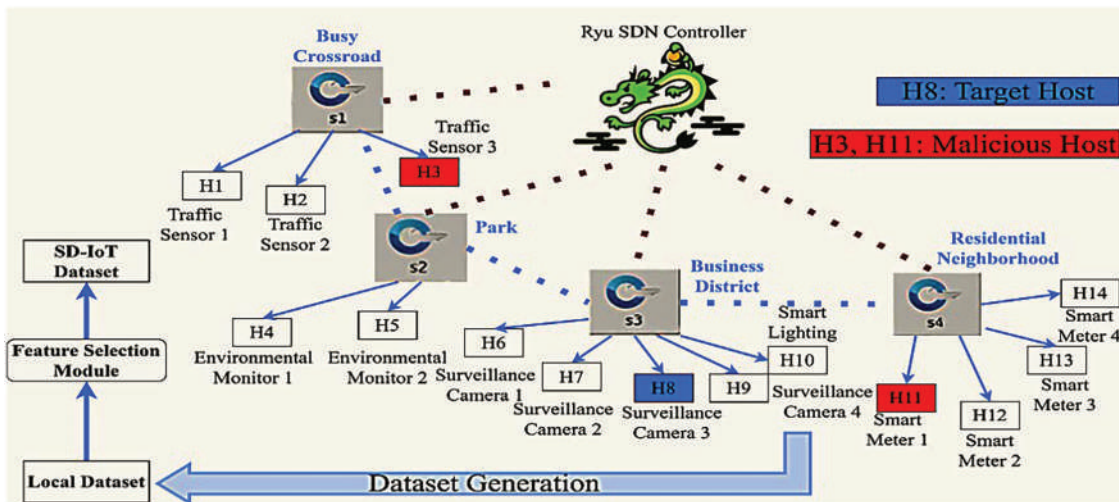 Busy
Crossroad
s1
Ryu SDN Controller
H8: Target Host
H3, H11: Malicious Host
Traffic
Sensor 3
H3
H1
Traffic
Sensor 1
H2
Traffic
Sensor 2
Park
s2
SD-IoT
Dataset
Feature Selection
Module
Local Dataset
H4
Environmental
Monitor 1
H5
Environmental
Monitor 2
Business
District
s3
H6
Surveillance
Camera 1
H7
Surveillance
Camera 2
H8
Surveillance
Camera 3
H9
Surveillance
Camera 4
Smart
Lighting
H10
Residential
Neighborhood
s4
H14
Smart
Meter 4
H13
Smart
Meter 3
H11
Smart
Meter 1
H12
Smart
Meter 2
Dataset Generation